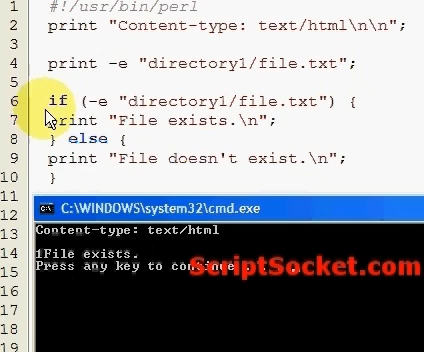 1 #!/usr/bin/perl
2 print "Content-type: text/html\n\n";
3
4 print -e "directory1/file.txt";
5
6 if (-e "directory1/file.txt") {
7 print "File exists.\n";
8 } else {
9 print "File doesn't exist.\n";
10 }
11
12 C:\WINDOWS\system32\cmd.exe
13 Content-type: text/html
14
15 1File exists.
16 Press any key to continue . . .
ScriptSocket.com
17
18
19